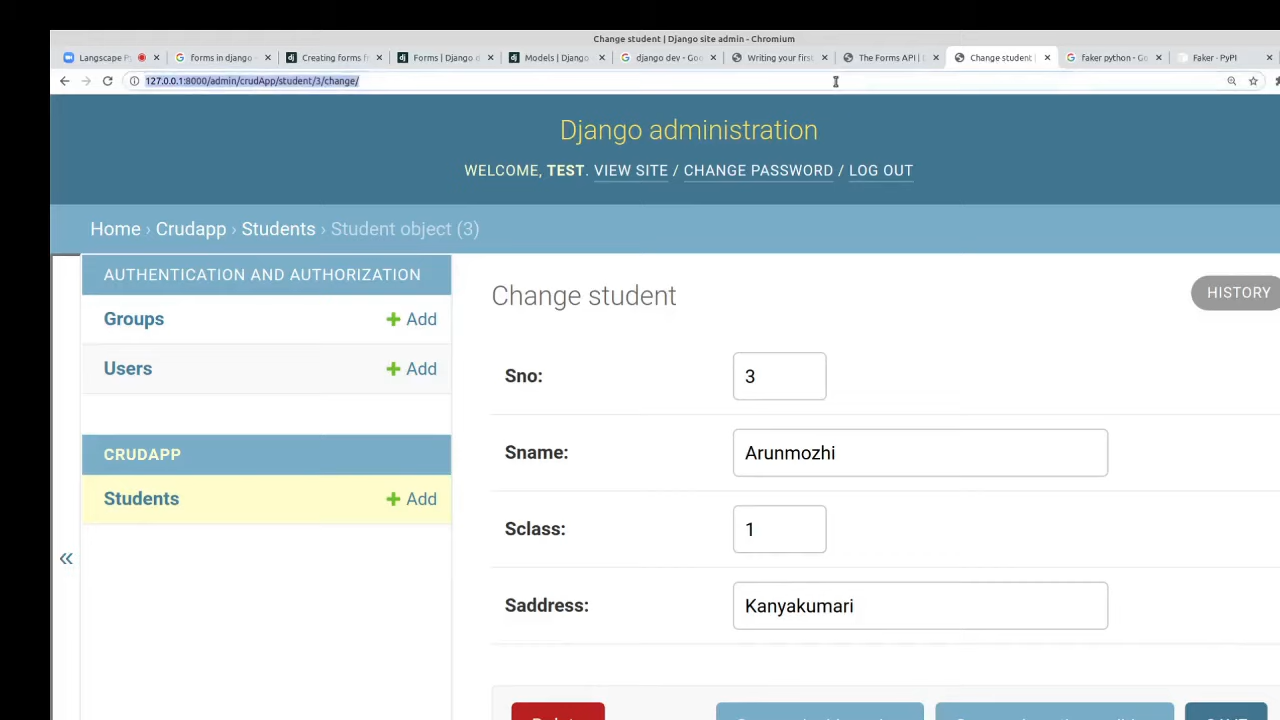 Change student | Django site admin - Chromium
Langscape Py
forms in django
Creating forms f
Forms | Django d
Models | Django
django dev - Goo
Writing your first
The Forms API |
Change student
faker python - Go
Faker · PyPI
127.0.0.1:8000/admin/crudApp/student/3/change/
Django administration
WELCOME, TEST. VIEW SITE / CHANGE PASSWORD / LOG OUT
Home › Crudapp › Students › Student object (3)
AUTHENTICATION AND AUTHORIZATION
Groups + Add
Users + Add
CRUDAPP
Students + Add
«
Change student
HISTORY
Sno: 3
Sname: Arunmozhi
Sclass: 1
Saddress: Kanyakumari